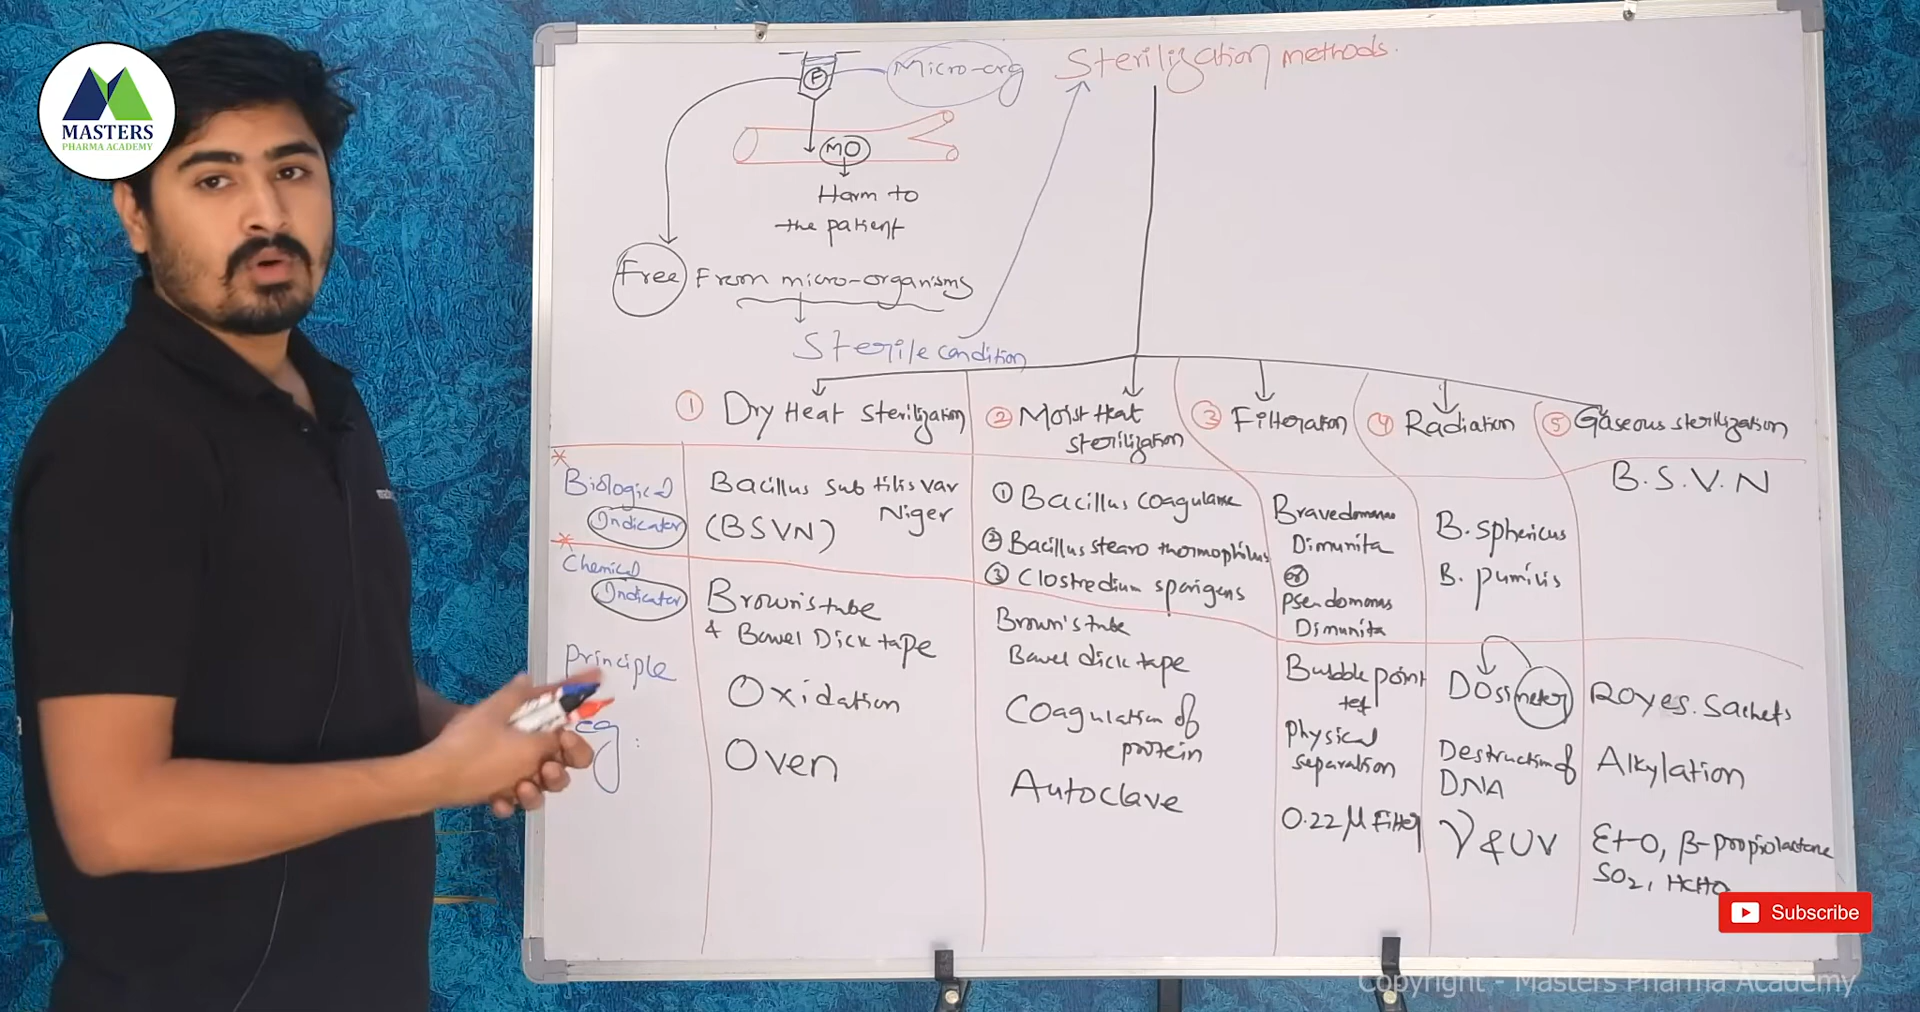 MASTERS
PHARMA ACADEMY
Micro-org
Sterilization methods.
F
MO
Harm to
the patient
Free From micro-organisms
Sterile condition
① Dry Heat sterilization
② Moist Heat
sterilization
③ Filteration
④ Radiation
⑤ Gaseous sterilization
* Biological
Indicator
Bacillus subtilis var
Niger
(BSVN)
① Bacillus coagulane
② Bacillus stearo thormophilus
③ Clostredium sporigens
Bravedomonas
Dimunita
or
Pseudomonas
Dimunita
B. sphericus
B. pumilis
B.S.V.N
* Chemical
Indicator
Brown's tube
& Bowel Dick tape
Brown's tube
Bowel dick tape
Bubble point
test
Dosimeter
Royes. Sachets
Principle
Oxidation
Coagulation of
protein
Physical
separation
Destruction of
DNA
Alkylation
eg:
Oven
Autoclave
0.22 μ Filter
γ & UV
Et-O, β-propiolactone
SO2, HCHO
Subscribe
Copyright - Masters Pharma Academy